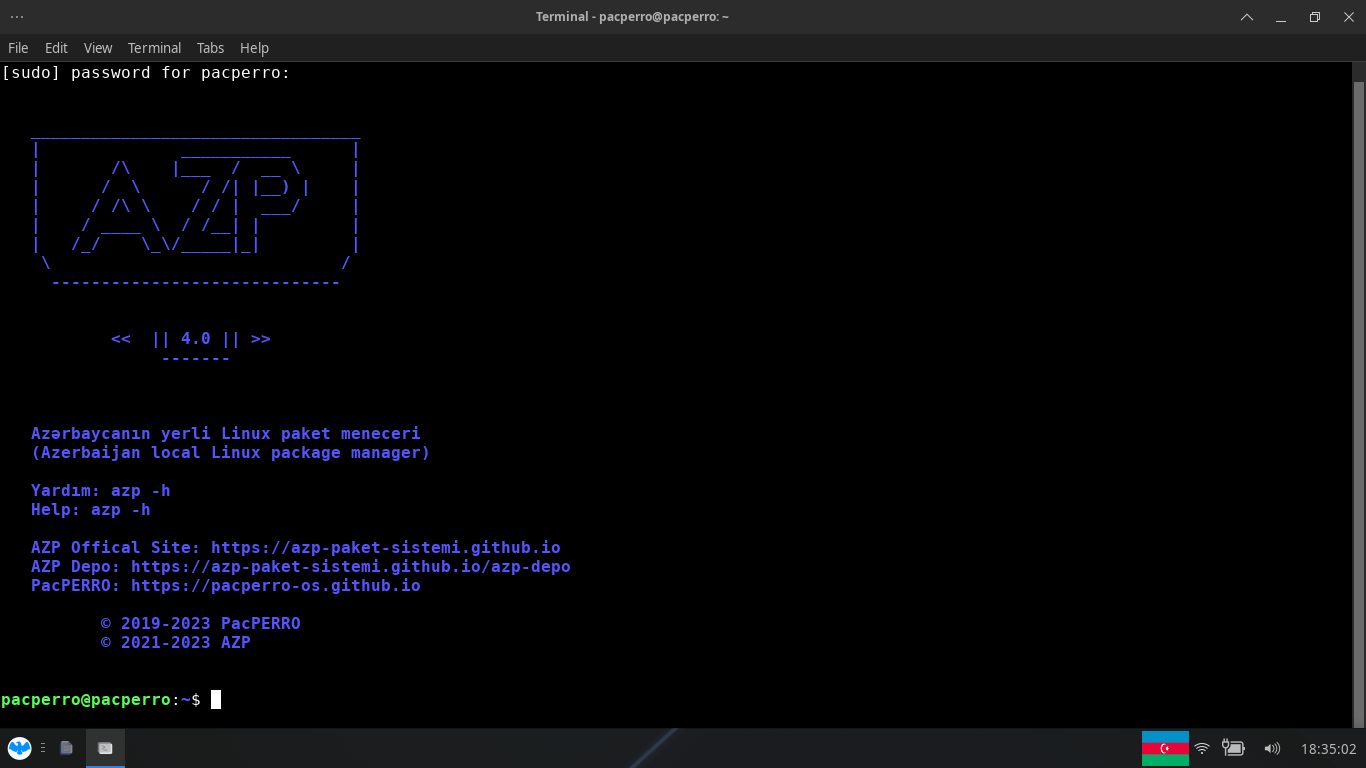 Terminal - pacperro@pacperro: ~
File Edit View Terminal Tabs Help
[sudo] password for pacperro:
AZP
<< || 4.0 || >>
-------
Azərbaycanın yerli Linux paket meneceri
(Azerbaijan local Linux package manager)
Yardım: azp -h
Help: azp -h
AZP Offical Site: https://azp-paket-sistemi.github.io
AZP Depo: https://azp-paket-sistemi.github.io/azp-depo
PacPERRO: https://pacperro-os.github.io
© 2019-2023 PacPERRO
© 2021-2023 AZP
pacperro@pacperro:~$
18:35:02